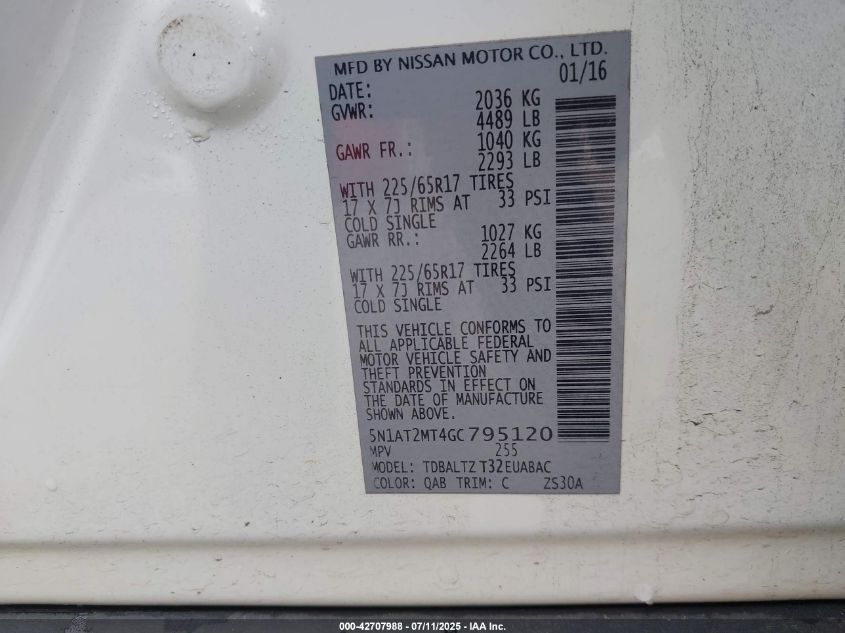 MFD BY NISSAN MOTOR CO., LTD.
DATE: 01/16
GVWR: 2036 KG
4489 LB
GAWR FR.: 1040 KG
2293 LB
WITH 225/65R17 TIRES
17 X 7J RIMS AT 33 PSI
COLD SINGLE
GAWR RR.: 1027 KG
2264 LB
WITH 225/65R17 TIRES
17 X 7J RIMS AT 33 PSI
COLD SINGLE
THIS VEHICLE CONFORMS TO
ALL APPLICABLE FEDERAL
MOTOR VEHICLE SAFETY AND
THEFT PREVENTION
STANDARDS IN EFFECT ON
THE DATE OF MANUFACTURE
SHOWN ABOVE.
5N1AT2MT4GC795120
MPV 255
MODEL: TDBALTZ T32EUABAC
COLOR: QAB TRIM: C ZS30A
000-42707988 - 07/11/2025 - IAA Inc.